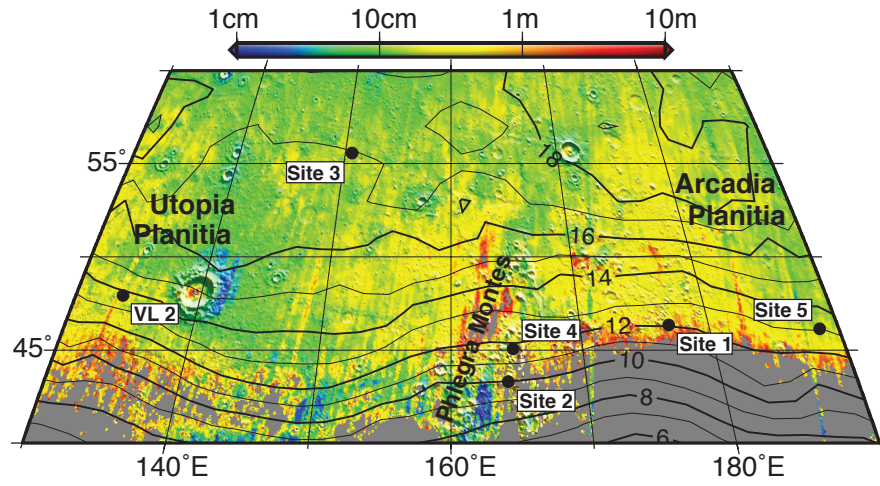 1cm 10cm 1m 10m
18
55°
Site 3
Arcadia
Planitia
Utopia
Planitia
16
14
VL 2
Phlegra Montes
Site 4
12
Site 1
Site 5
45°
10
Site 2
8
6
140°E 160°E 180°E